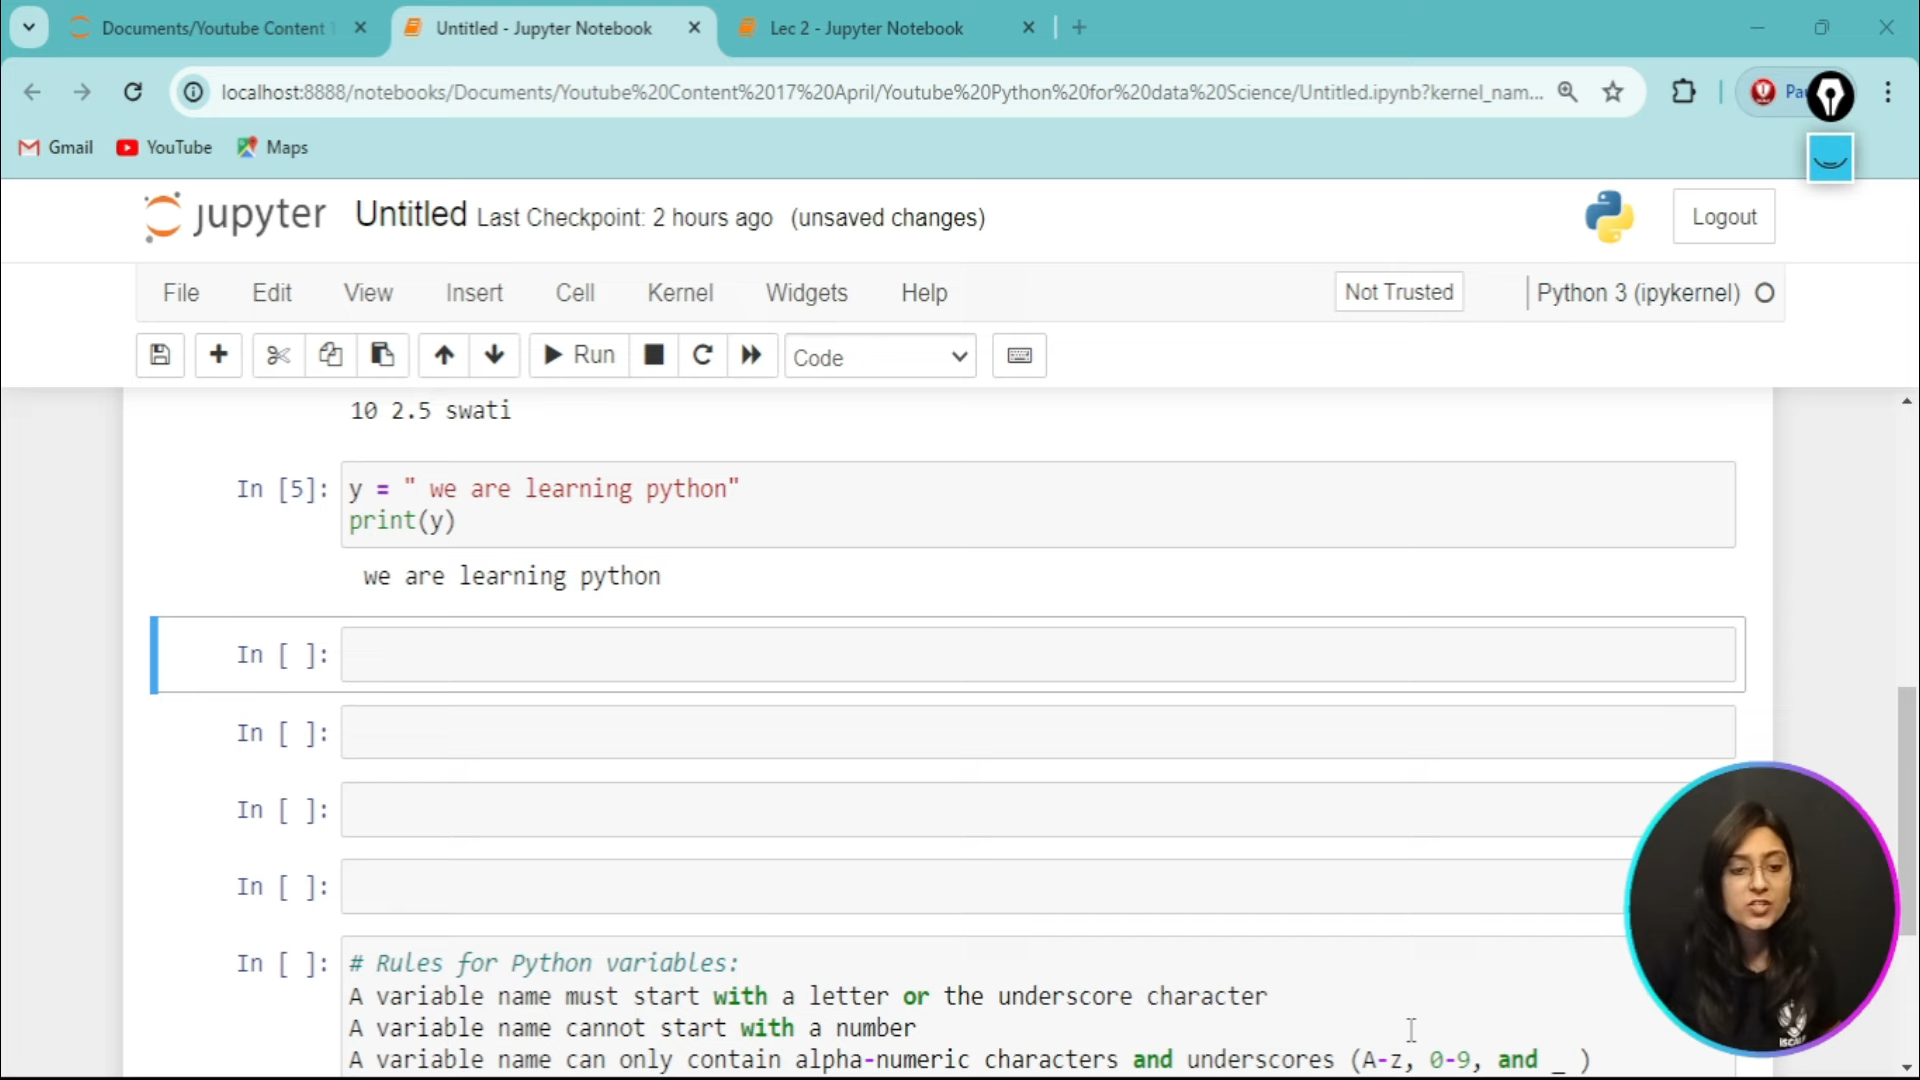 Documents/Youtube Content 1
Untitled - Jupyter Notebook
Lec 2 - Jupyter Notebook
localhost:8888/notebooks/Documents/Youtube%20Content%2017%20April/Youtube%20Python%20for%20data%20Science/Untitled.ipynb?kernel_nam...
Gmail
YouTube
Maps
jupyter
Untitled Last Checkpoint: 2 hours ago (unsaved changes)
Logout
File Edit View Insert Cell Kernel Widgets Help
Not Trusted
Python 3 (ipykernel)
Run
Code
10 2.5 swati
In [5]: y = " we are learning python"
print(y)
we are learning python
In [ ]:
In [ ]:
In [ ]:
In [ ]:
In [ ]: # Rules for Python variables:
A variable name must start with a letter or the underscore character
A variable name cannot start with a number
A variable name can only contain alpha-numeric characters and underscores (A-z, 0-9, and _ )